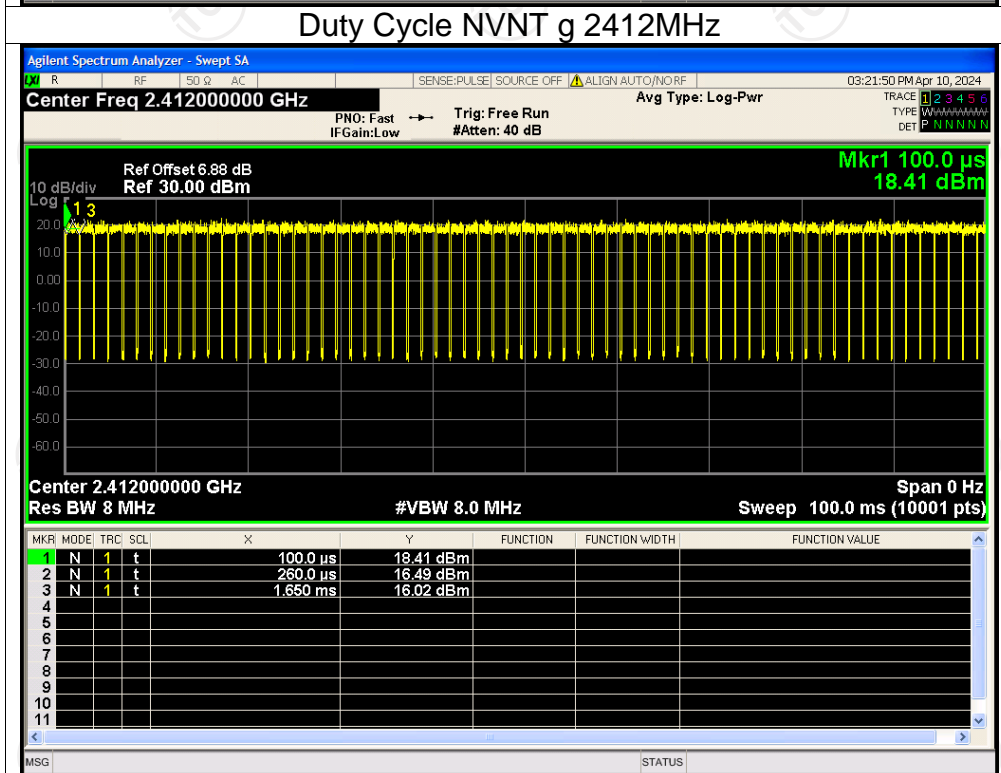 Duty Cycle NVNT g 2412MHz
Agilent Spectrum Analyzer - Swept SA
LXI R RF 50 Ω AC SENSE:PULSE SOURCE OFF ALIGN AUTO/NO RF 03:21:50 PM Apr 10, 2024
Center Freq 2.412000000 GHz Avg Type: Log-Pwr TRACE 1 2 3 4 5 6
PNO: Fast Trig: Free Run TYPE W
IFGain:Low #Atten: 40 dB DET P N N N N N
Mkr1 100.0 µs
Ref Offset 6.88 dB 18.41 dBm
10 dB/div Ref 30.00 dBm
Log
1 3
20.0
10.0
0.00
-10.0
-20.0
-30.0
-40.0
-50.0
-60.0
Center 2.412000000 GHz Span 0 Hz
Res BW 8 MHz #VBW 8.0 MHz Sweep 100.0 ms (10001 pts)
MKR MODE TRC SCL X Y FUNCTION FUNCTION WIDTH FUNCTION VALUE
1 N 1 t 100.0 µs 18.41 dBm
2 N 1 t 260.0 µs 16.49 dBm
3 N 1 t 1.650 ms 16.02 dBm
4
5
6
7
8
9
10
11
MSG STATUS